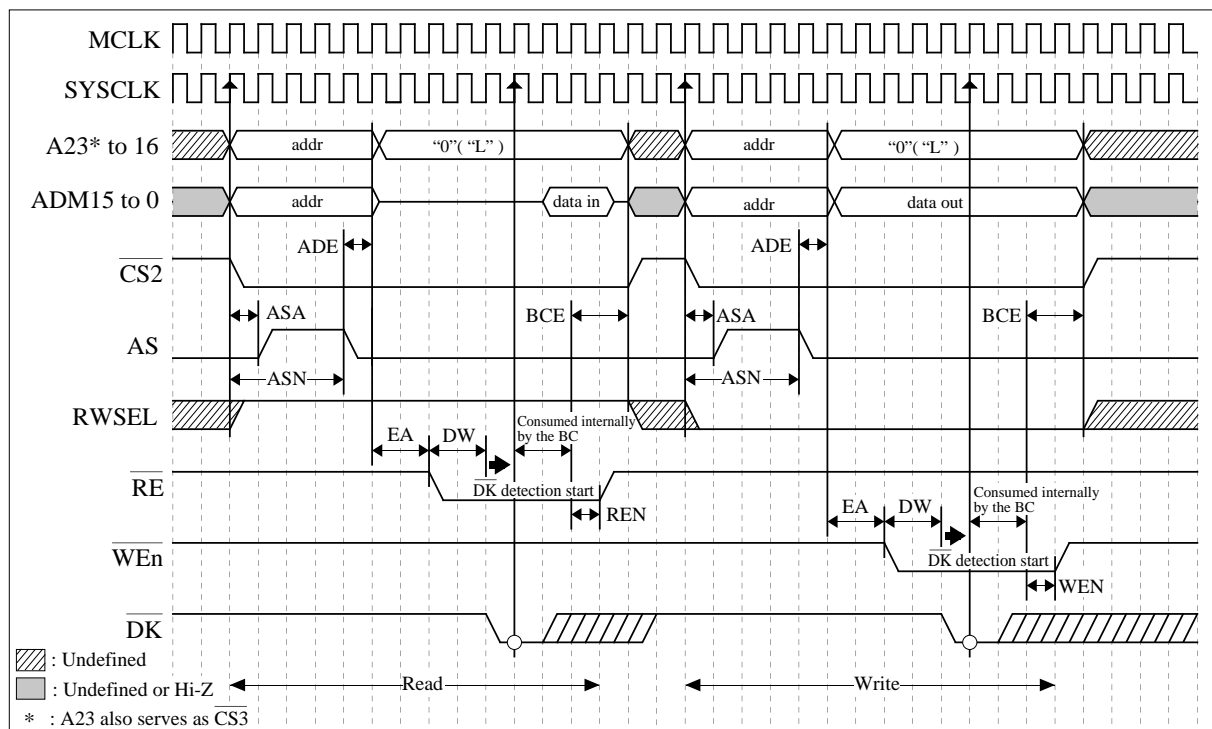 MCLK
SYSCLK
A23* to 16
addr
“0”( “L” )
addr
“0”( “L” )
ADM15 to 0
addr
data in
addr
data out
ADE
ADE
CS2
ASA
BCE
ASA
BCE
AS
ASN
ASN
RWSEL
EA
DW
Consumed internally
by the BC
RE
DK detection start
REN
EA
DW
Consumed internally
by the BC
WEn
DK detection start
WEN
DK
: Undefined
: Undefined or Hi-Z
Read
Write
* : A23 also serves as CS3